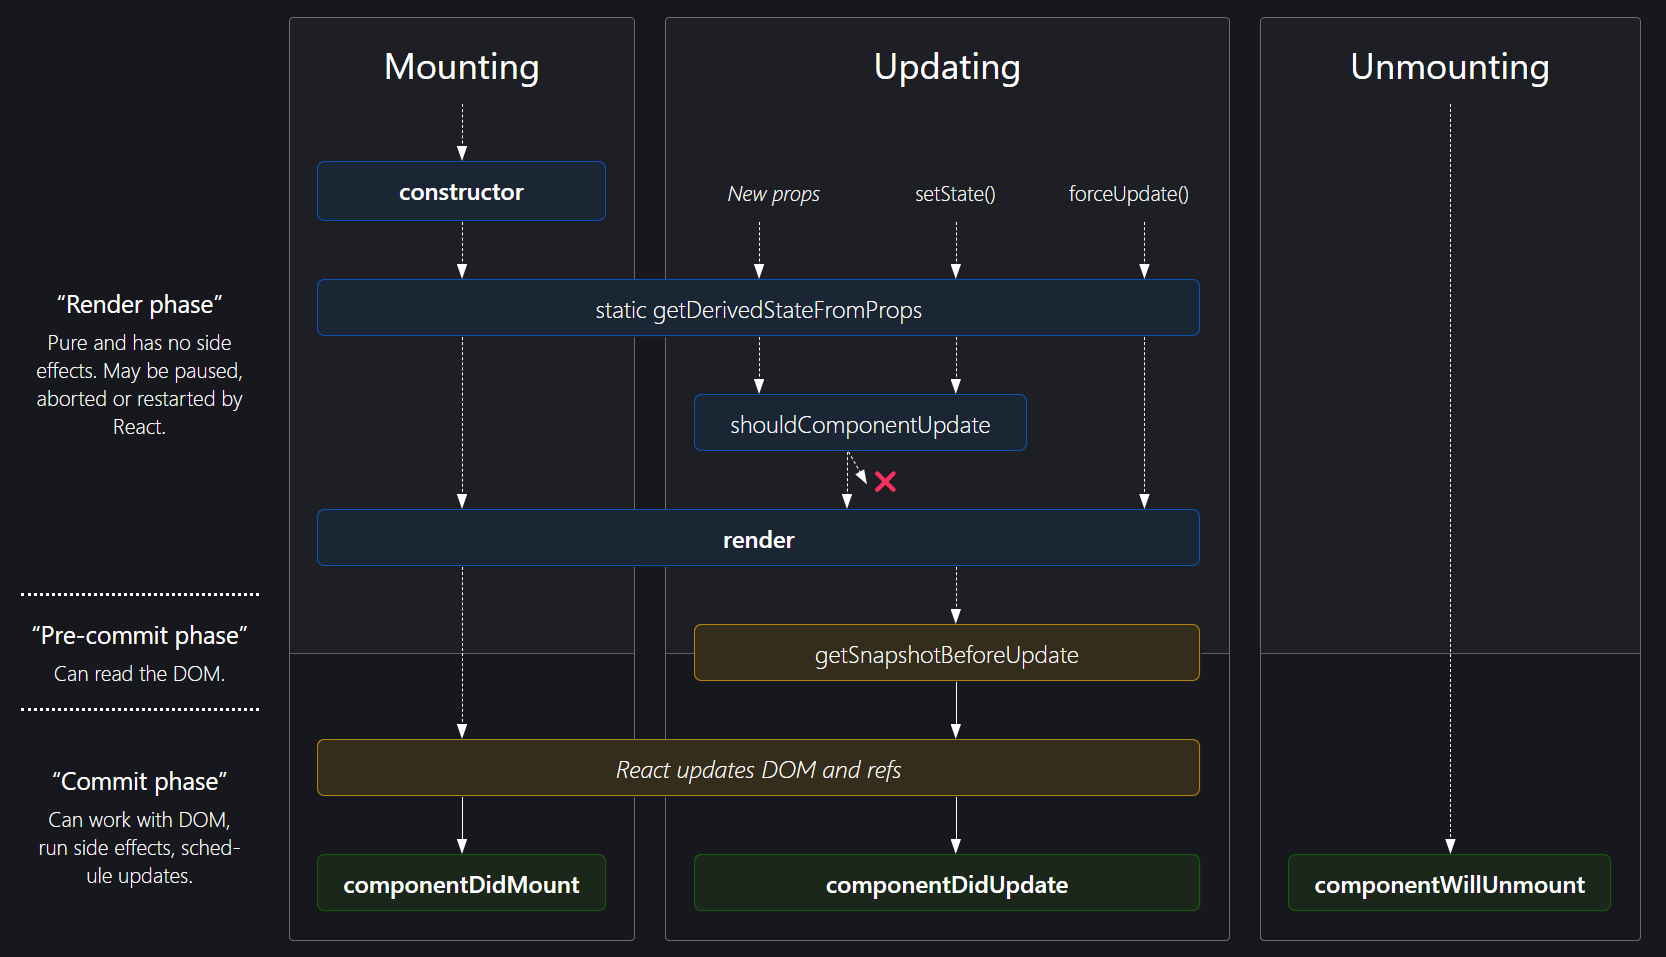 Mounting
Updating
Unmounting
constructor
New props
setState()
forceUpdate()
“Render phase”
Pure and has no side
effects. May be paused,
aborted or restarted by
React.
static getDerivedStateFromProps
shouldComponentUpdate
render
“Pre-commit phase”
Can read the DOM.
getSnapshotBeforeUpdate
“Commit phase”
Can work with DOM,
run side effects, sched-
ule updates.
React updates DOM and refs
componentDidMount
componentDidUpdate
componentWillUnmount